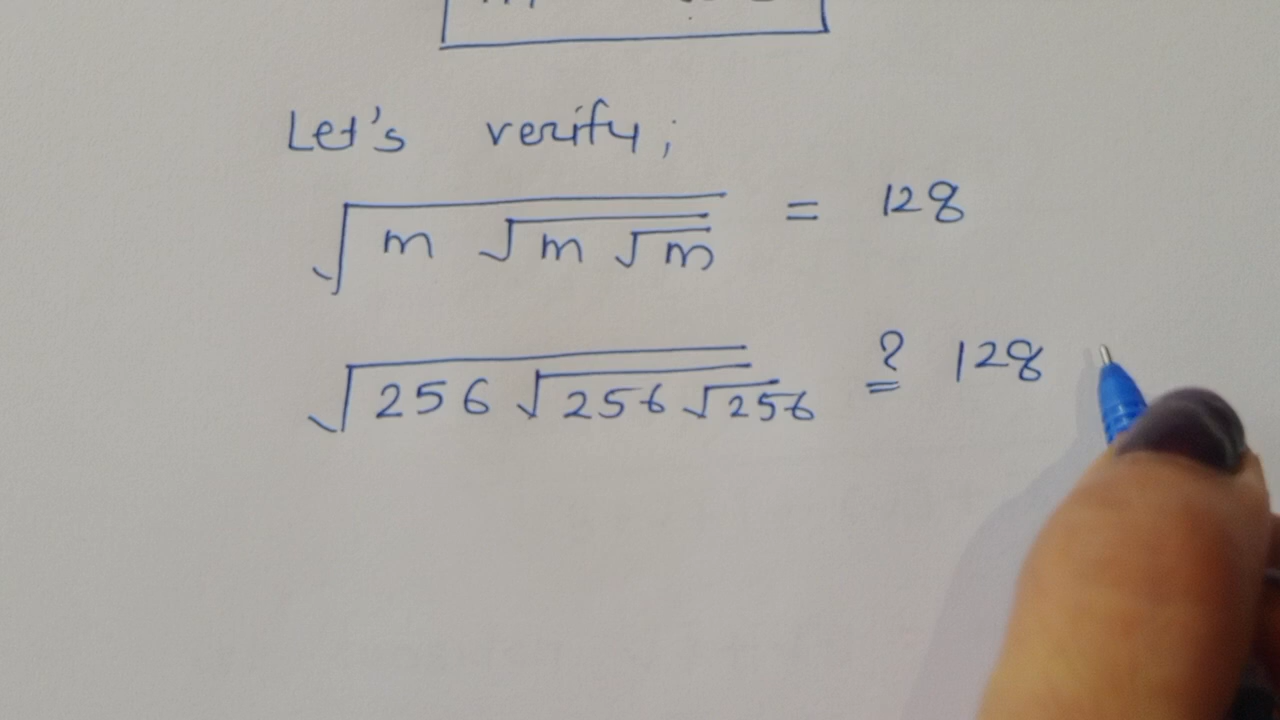 Let's verify;
√(m √(m √m)) = 128
√(256 √(256 √256)) ≟ 128